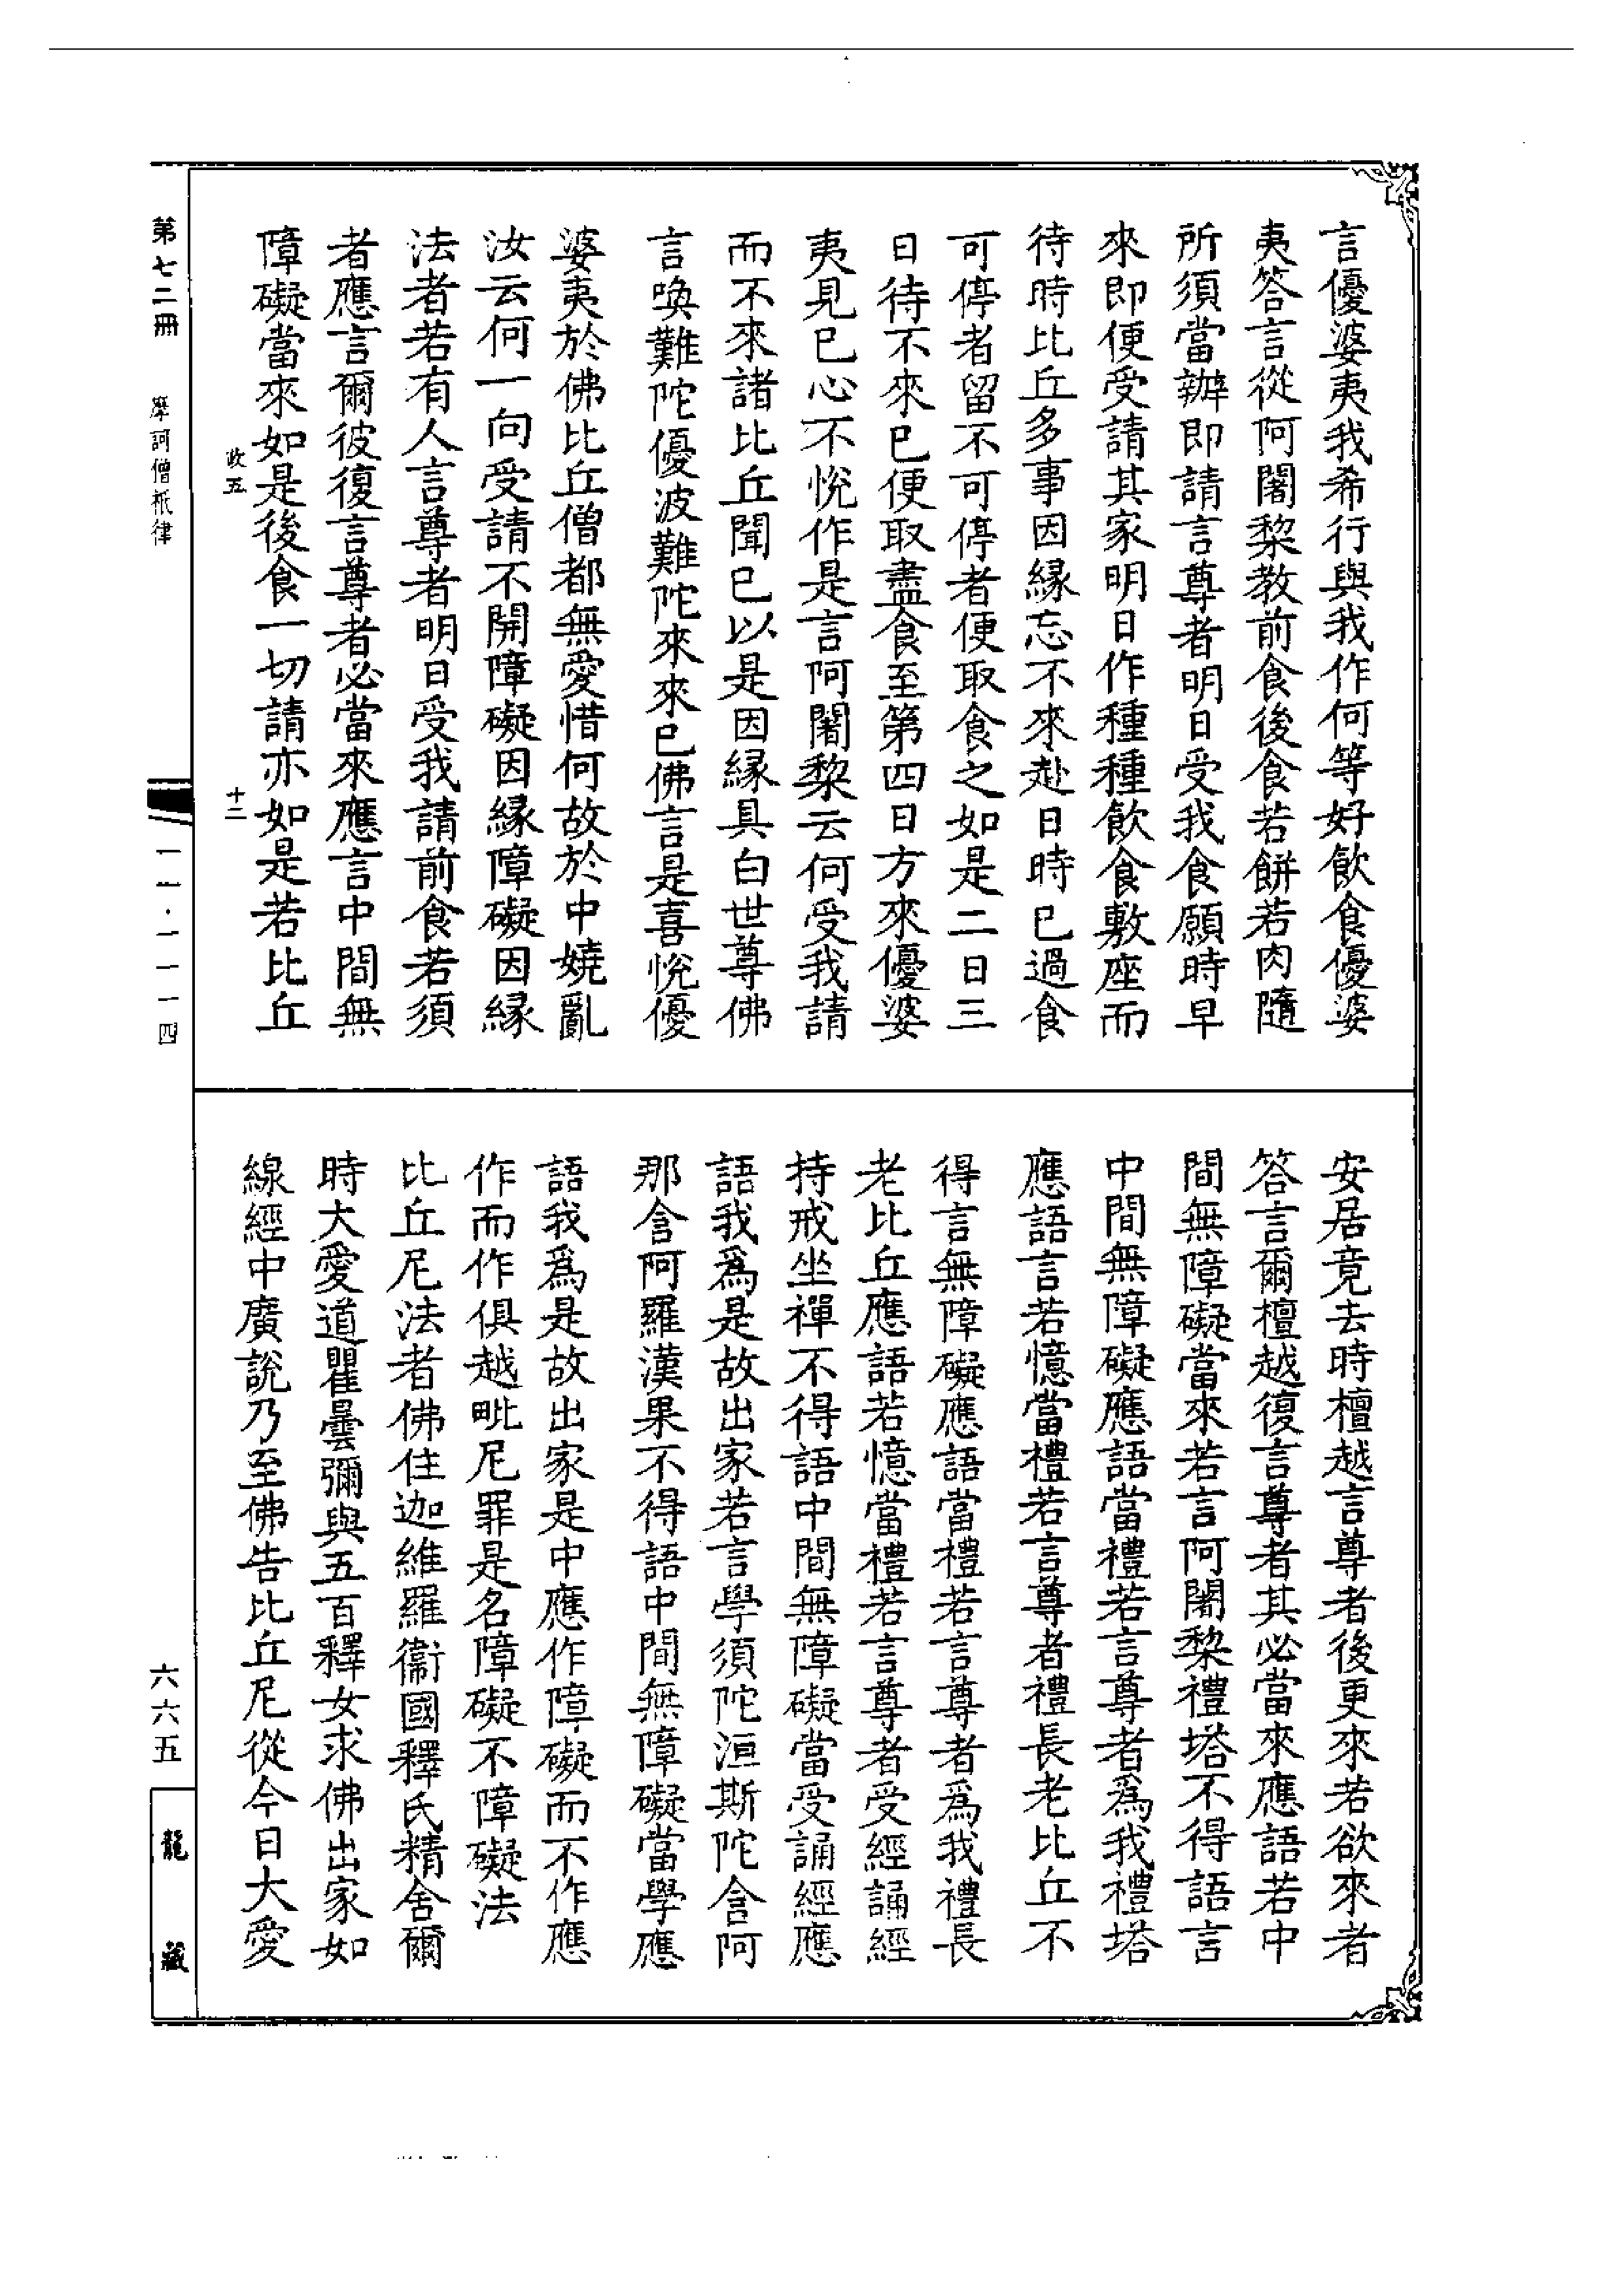 言優婆夷我希行與我作何等好飲食優婆
夷答言從阿闍黎教前食後食若餅若肉隨
所須當辦即請言尊者明日受我食願時早
來即便受請其家明日作種種飲食敷座而
待時比丘多事因緣忘不來赴日時已過食
可停者留不可停者便取食之如是二日三
日待不來已便取盡食至第四日方來優婆
夷見已心不悅作是言阿闍黎云何受我請
而不來諸比丘聞已以是因緣具白世尊佛
言喚難陀優波難陀來來已佛言是喜悅優
婆夷於佛比丘僧都無愛惜何故於中嬈亂
汝云何一向受請不開障礙因緣障礙因緣
法者若有人言尊者明日受我請前食若須
者應言爾彼復言尊者必當來應言中間無
障礙當來如是後食一切請亦如是若比丘
政五
十二
安居竟去時檀越言尊者後更來若欲來者
答言爾檀越復言尊者其必當來應語若中
間無障礙當來若言阿闍黎禮塔不得語言
中間無障礙應語當禮若言尊者為我禮塔
應語言若憶當禮若言尊者禮長老比丘不
得言無障礙應語當禮若言尊者為我禮長
老比丘應語若憶當禮若言尊者受經誦經
持戒坐禪不得語中間無障礙當受誦經應
語我為是故出家若言學須陀洹斯陀含阿
那含阿羅漢果不得語中間無障礙當學應
語我為是故出家是中應作障礙而不作應
作而作俱越毗尼罪是名障礙不障礙法
比丘尼法者佛住迦維羅衞國釋氏精舍爾
時大愛道瞿曇彌與五百釋女求佛出家如
線經中廣說乃至佛告比丘尼從今日大愛
第七二冊
摩訶僧祇律
一一一·一一一四
六六五
龍藏